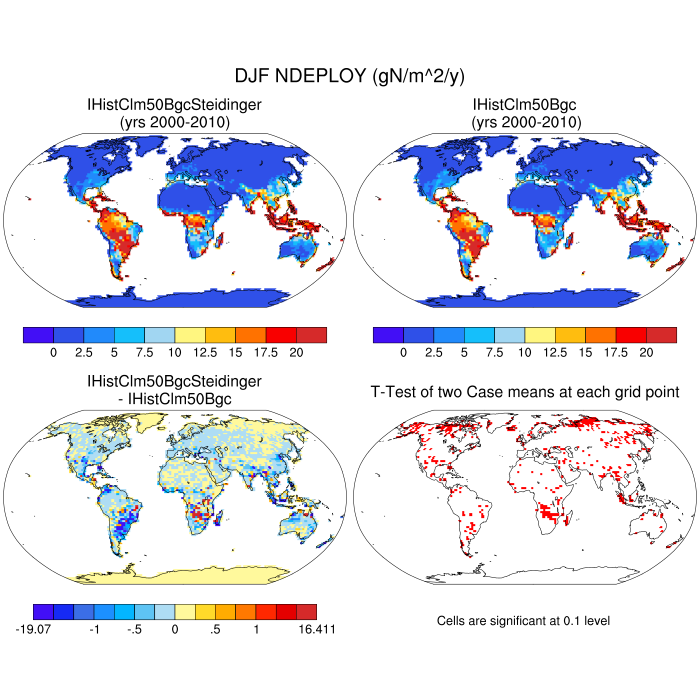 DJF NDEPLOY (gN/m^2/y)
IHistClm50BgcSteidinger
(yrs 2000-2010)
IHistClm50Bgc
(yrs 2000-2010)
0 2.5 5 7.5 10 12.5 15 17.5 20
0 2.5 5 7.5 10 12.5 15 17.5 20
IHistClm50BgcSteidinger
- IHistClm50Bgc
T-Test of two Case means at each grid point
-19.07 -1 -.5 0 .5 1 16.411
Cells are significant at 0.1 level